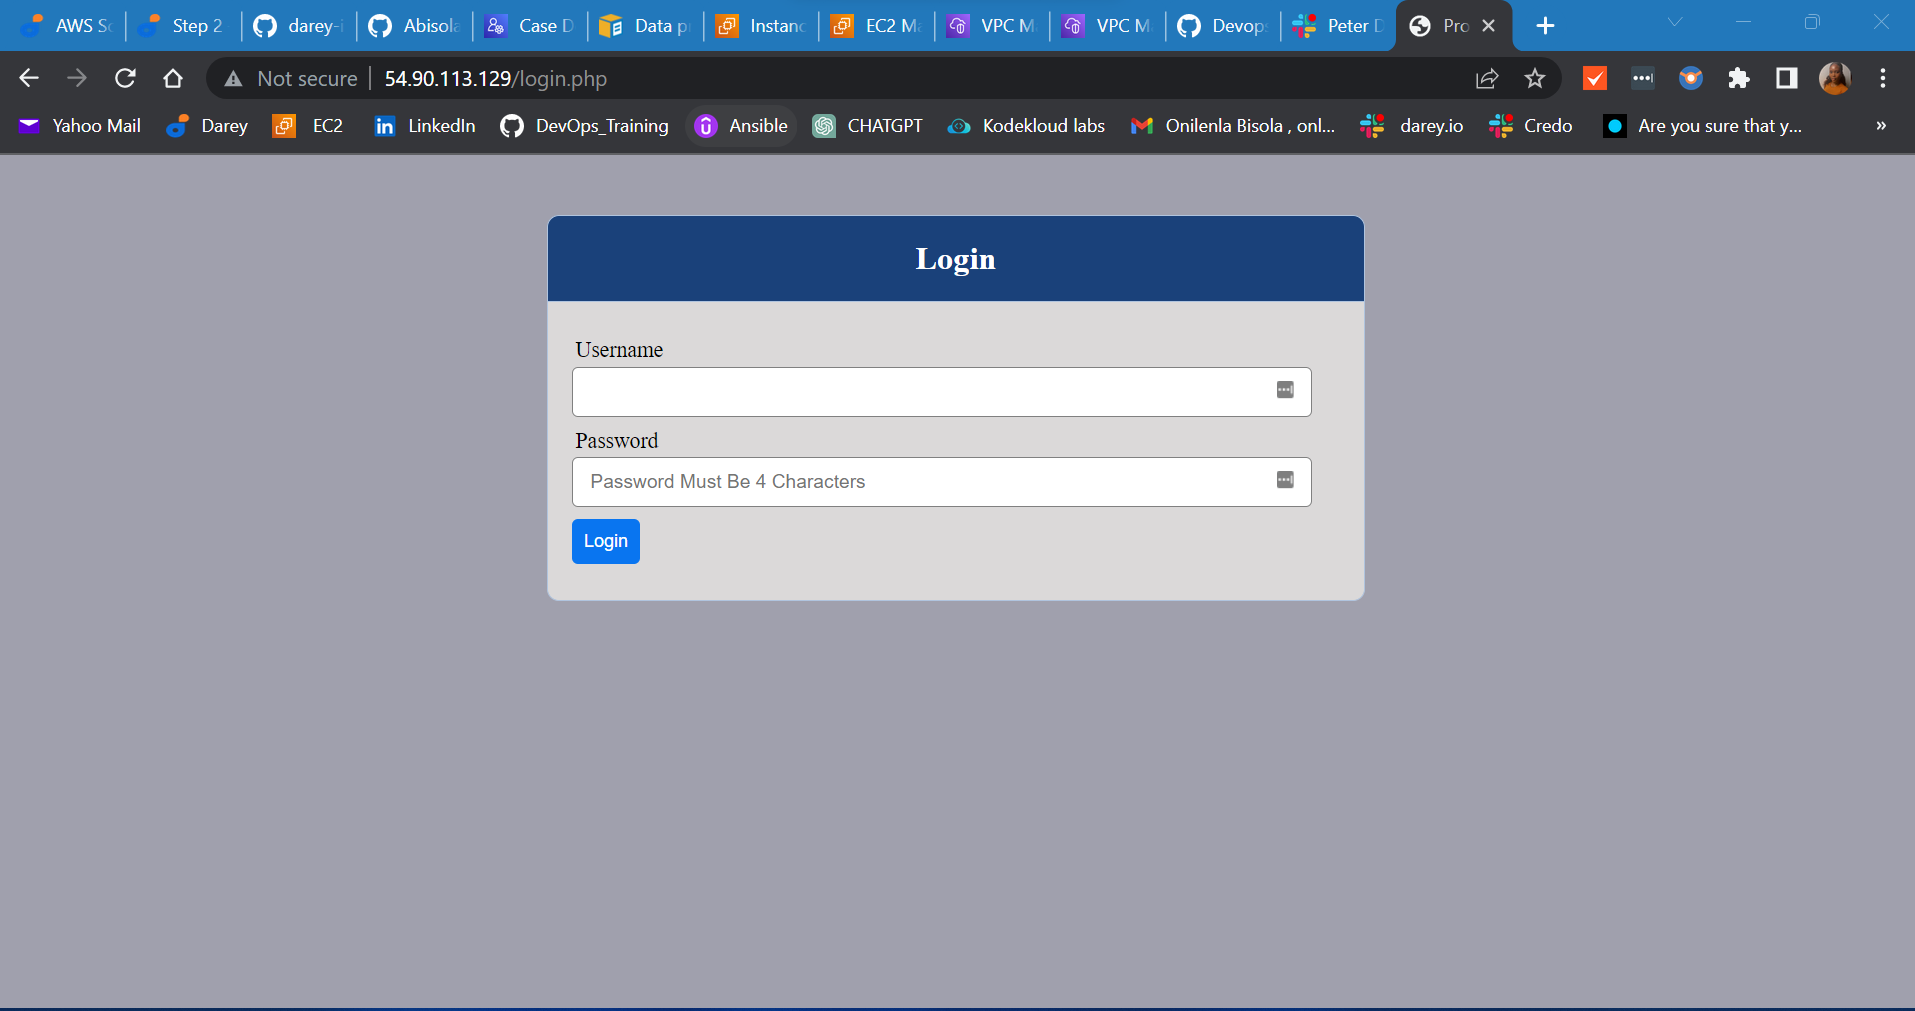 AWS Sc Step 2 darey-i Abisola Case D Data p Instanc EC2 Ma VPC M VPC M Devops Peter D Pro
Not secure 54.90.113.129/login.php
Yahoo Mail Darey EC2 LinkedIn DevOps_Training Ansible CHATGPT Kodekloud labs Onilenla Bisola , onl... darey.io Credo Are you sure that y... »
Login
Username
Password
Password Must Be 4 Characters
Login